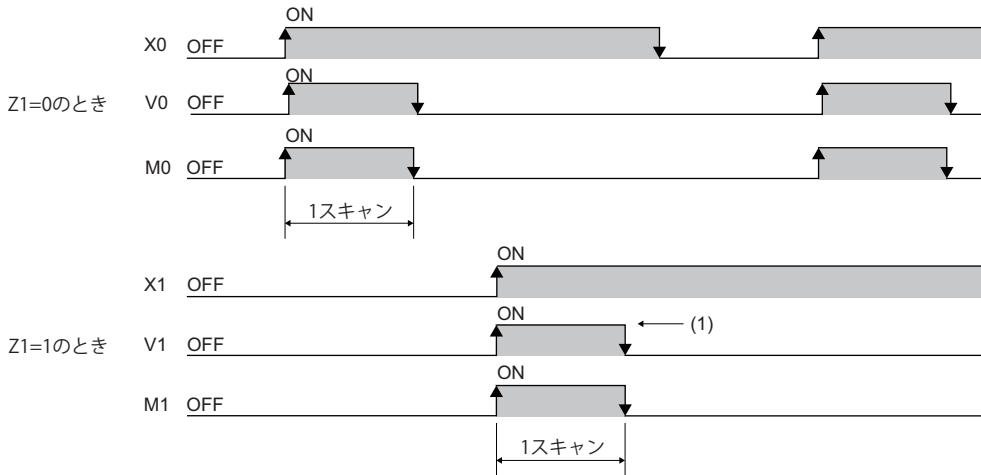 ON
X0 OFF
ON
Z1=0のとき V0 OFF
ON
M0 OFF
1スキャン
ON
X1 OFF
ON
(1)
Z1=1のとき V1 OFF
ON
M1 OFF
1スキャン